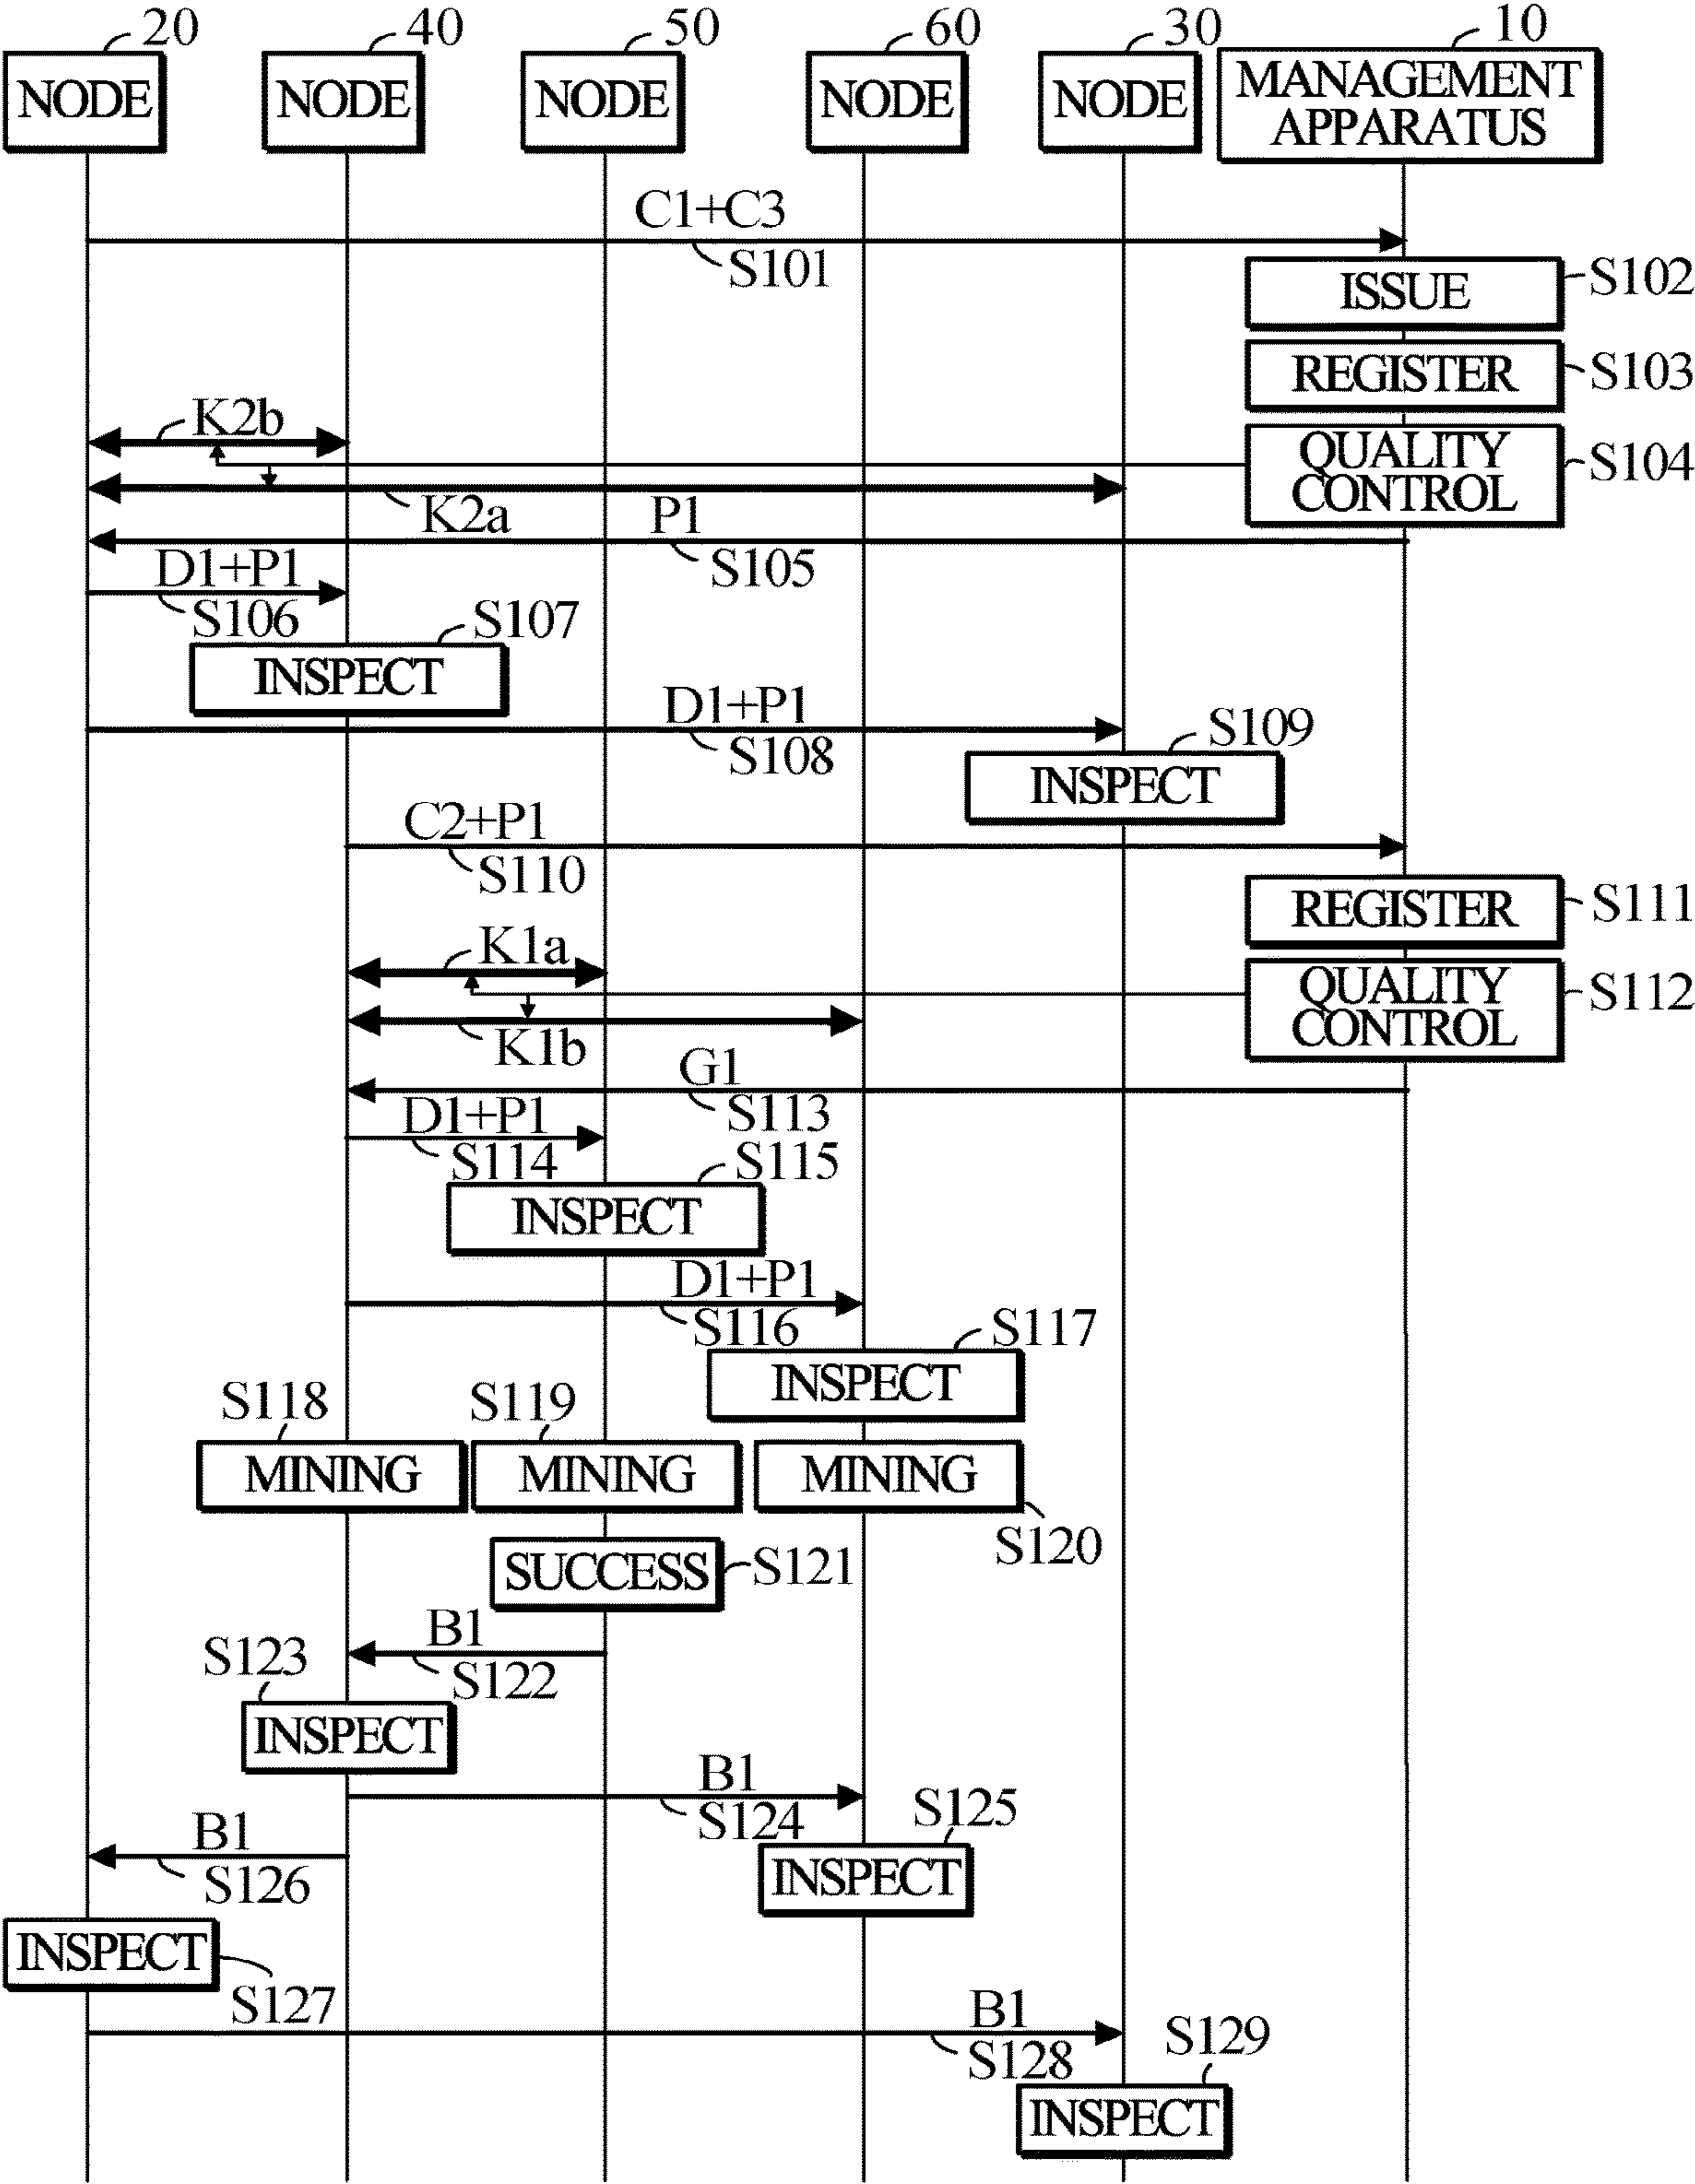 20
40
50
60
30
10
NODE
NODE
NODE
NODE
NODE
MANAGEMENT
APPARATUS
C1+C3
S101
ISSUE
S102
REGISTER
S103
K2b
QUALITY
CONTROL
S104
K2a
P1
S105
D1+P1
S106
S107
INSPECT
D1+P1
S108
S109
INSPECT
C2+P1
S110
REGISTER
S111
K1a
QUALITY
CONTROL
S112
K1b
G1
S113
D1+P1
S114
S115
INSPECT
D1+P1
S116
S117
INSPECT
S118
S119
MINING
MINING
MINING
S120
SUCCESS
S121
B1
S122
S123
INSPECT
B1
S124
S125
INSPECT
B1
S126
INSPECT
S127
B1
S128
S129
INSPECT